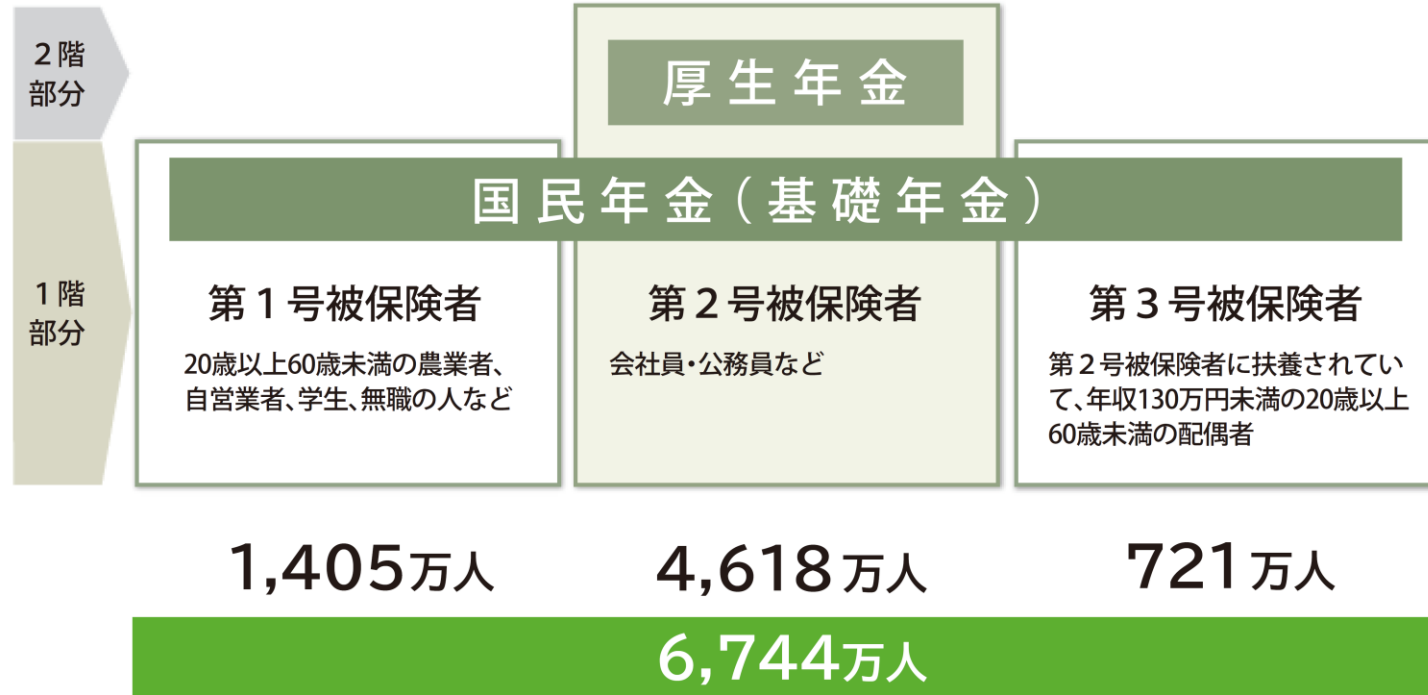 2階
部分
厚生年金
国民年金(基礎年金)
1階
部分
第1号被保険者
20歳以上60歳未満の農業者、
自営業者、学生、無職の人など
第2号被保険者
会社員・公務員など
第3号被保険者
第2号被保険者に扶養されてい
て、年収130万円未満の20歳以上
60歳未満の配偶者
1,405万人
4,618万人
721万人
6,744万人